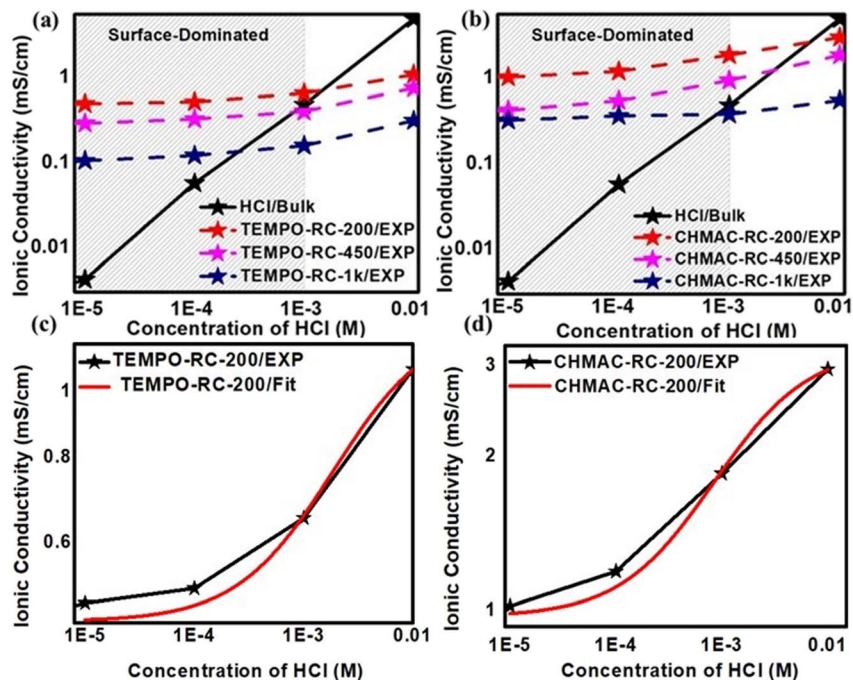 (a)
Surface-Dominated
Ionic Conductivity (mS/cm)
1
0.1
0.01
HCl/Bulk
TEMPO-RC-200/EXP
TEMPO-RC-450/EXP
TEMPO-RC-1k/EXP
1E-5 1E-4 1E-3 0.01
Concentration of HCl (M)
(b)
Surface-Dominated
Ionic Conductivity (mS/cm)
1
0.1
0.01
HCl/Bulk
CHMAC-RC-200/EXP
CHMAC-RC-450/EXP
CHMAC-RC-1k/EXP
1E-5 1E-4 1E-3 0.01
Concentration of HCl (M)
(c)
TEMPO-RC-200/EXP
TEMPO-RC-200/Fit
Ionic Conductivity (mS/cm)
1
0.8
0.6
1E-5 1E-4 1E-3 0.01
Concentration of HCl (M)
(d)
CHMAC-RC-200/EXP
CHMAC-RC-200/Fit
Ionic Conductivity (mS/cm)
3
2
1
1E-5 1E-4 1E-3 0.01
Concentration of HCl (M)